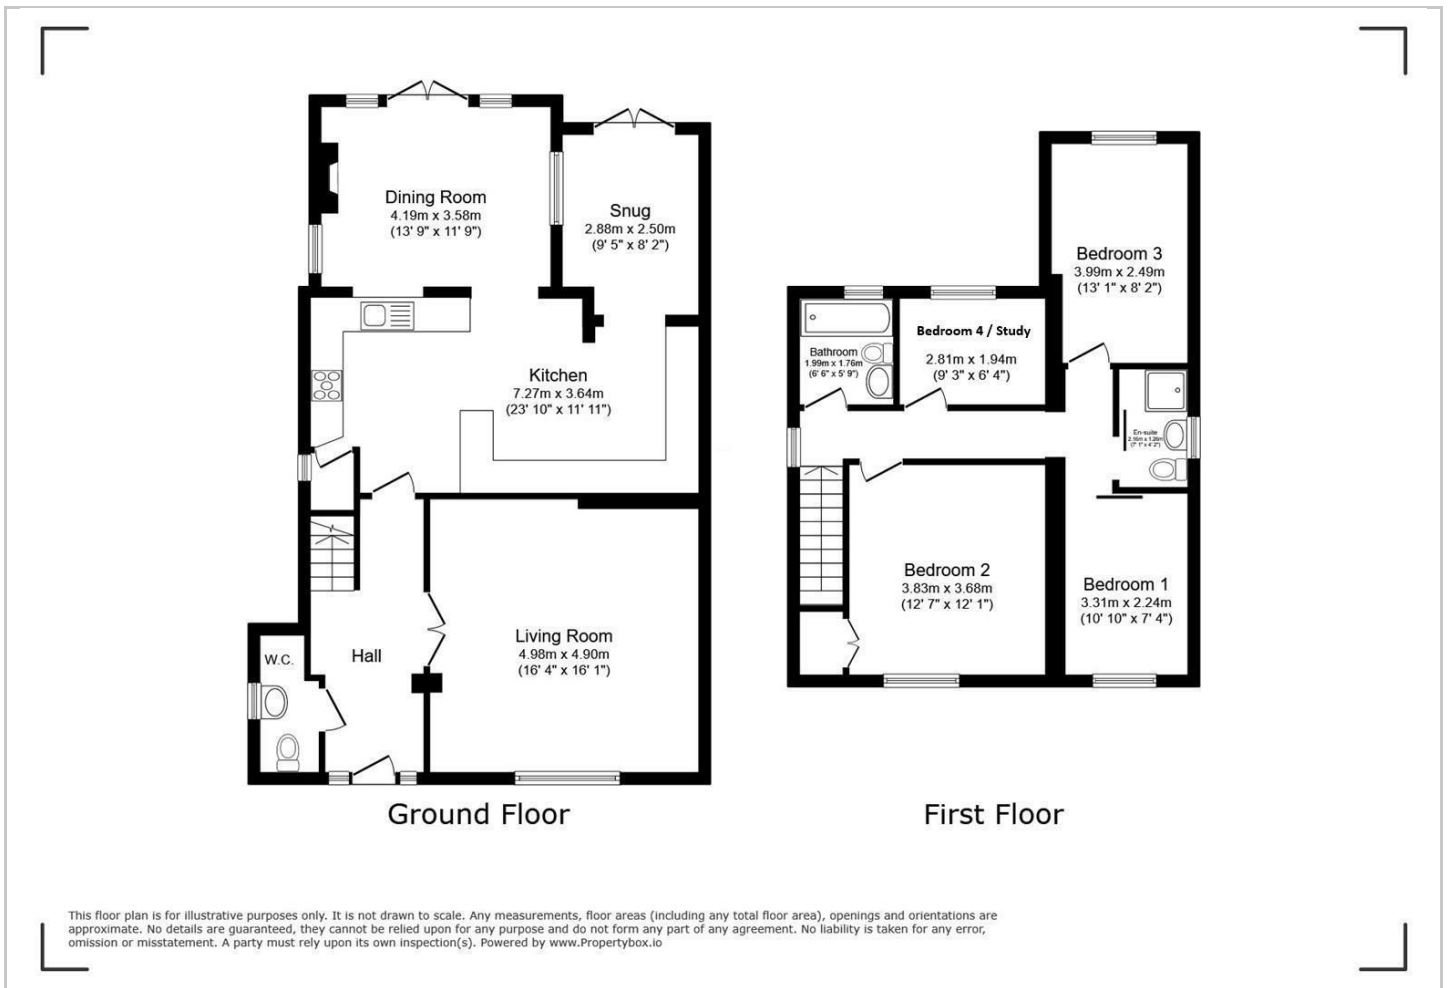 Dining Room
4.19m x 3.58m
(13' 9" x 11' 9")
Snug
2.88m x 2.50m
(9' 5" x 8' 2")
Kitchen
7.27m x 3.64m
(23' 10" x 11' 11")
Living Room
4.98m x 4.90m
(16' 4" x 16' 1")
Hall
W.C.
Ground Floor
Bedroom 3
3.99m x 2.49m
(13' 1" x 8' 2")
Bedroom 4 / Study
2.81m x 1.94m
(9' 3" x 6' 4")
Bathroom
1.99m x 1.76m
(6' 6" x 5' 9")
En-suite
2.16m x 1.26m
(7' 1" x 4' 2")
Bedroom 2
3.83m x 3.68m
(12' 7" x 12' 1")
Bedroom 1
3.31m x 2.24m
(10' 10" x 7' 4")
First Floor
This floor plan is for illustrative purposes only. It is not drawn to scale. Any measurements, floor areas (including any total floor area), openings and orientations are
approximate. No details are guaranteed, they cannot be relied upon for any purpose and do not form any part of any agreement. No liability is taken for any error,
omission or misstatement. A party must rely upon its own inspection(s). Powered by www.Propertybox.io